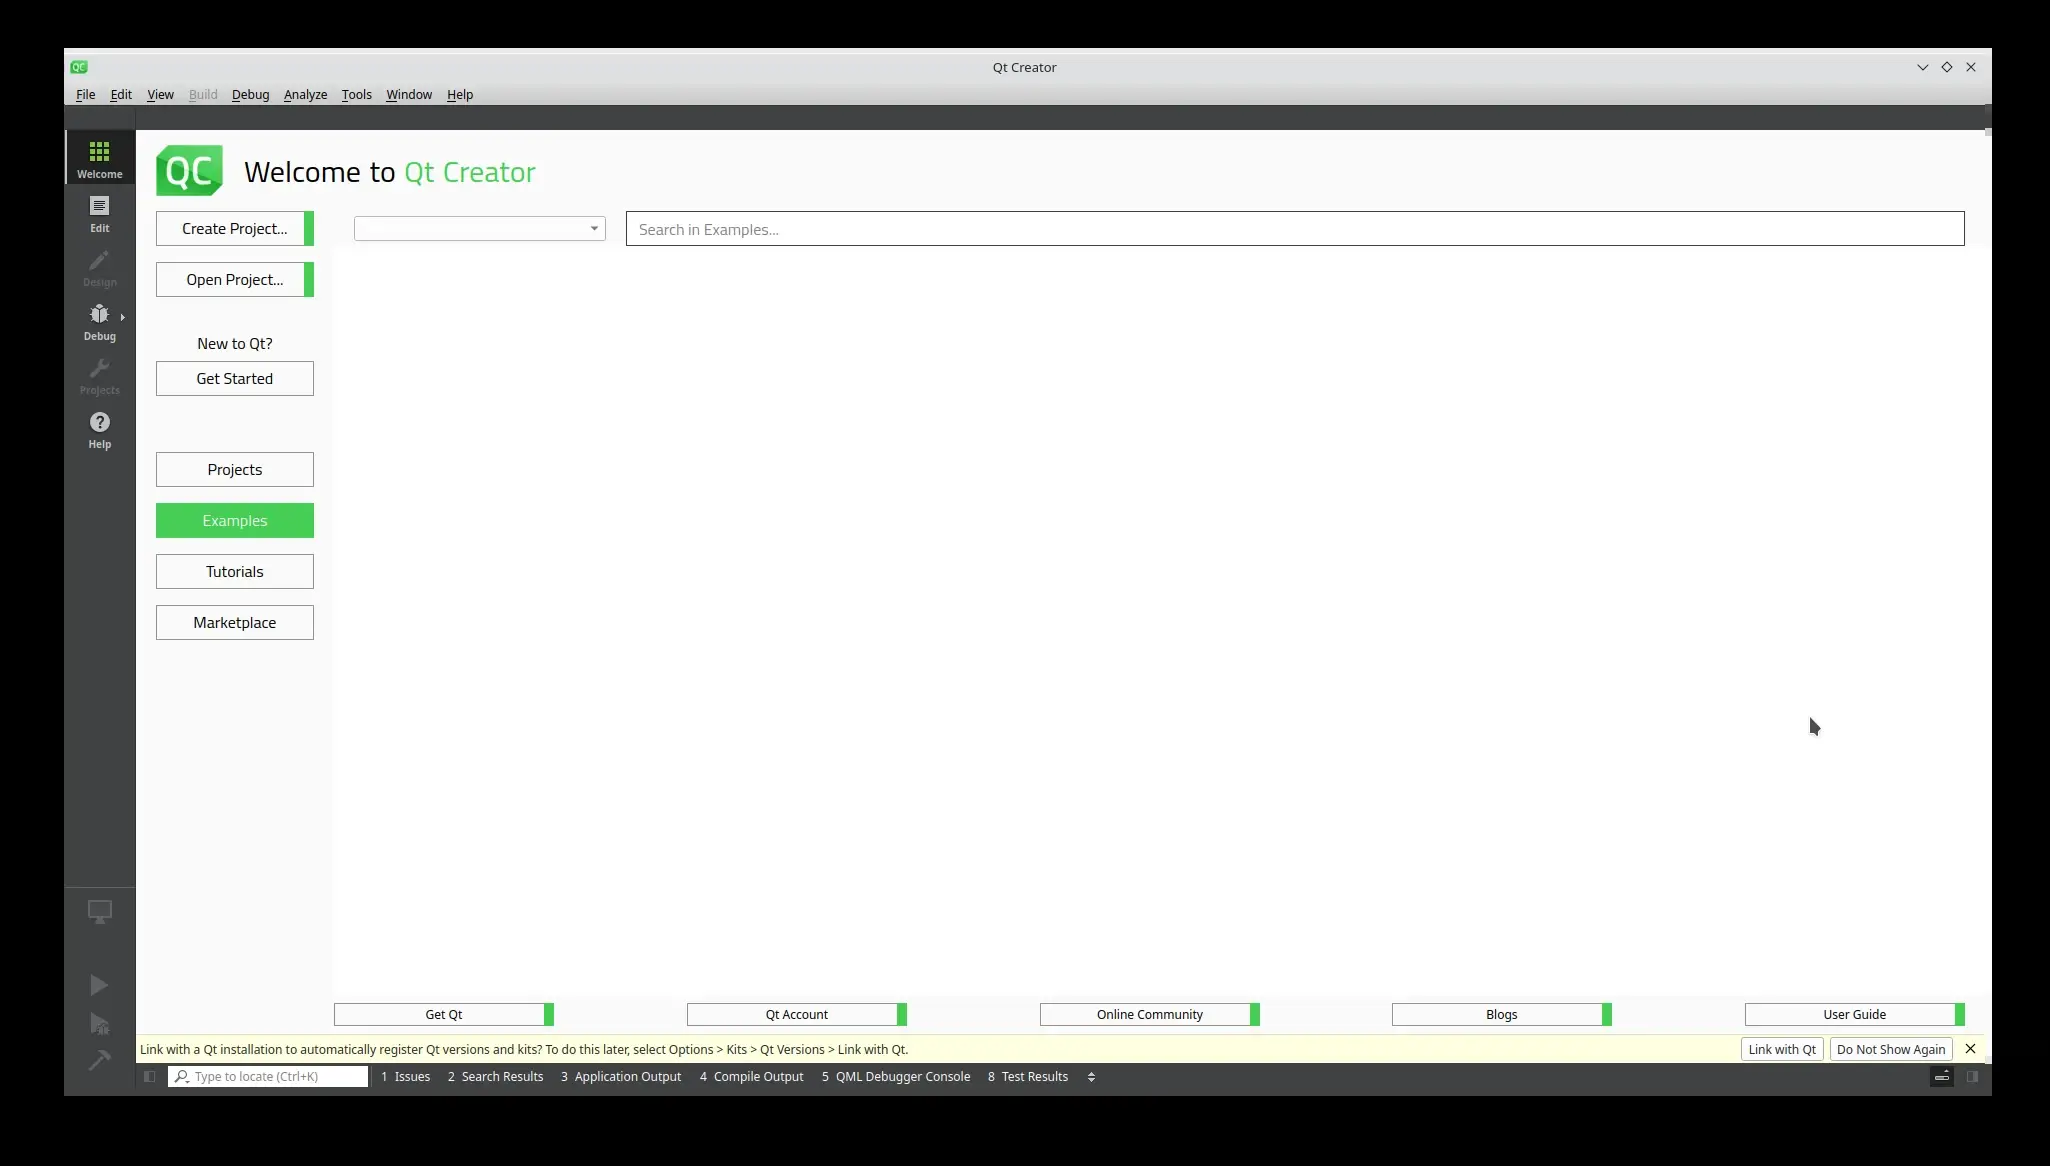 QC
Qt Creator
File Edit View Build Debug Analyze Tools Window Help
Welcome
Edit
Design
Debug
Projects
Help
QC Welcome to Qt Creator
Create Project...
Search in Examples...
Open Project...
New to Qt?
Get Started
Projects
Examples
Tutorials
Marketplace
Get Qt
Qt Account
Online Community
Blogs
User Guide
Link with a Qt installation to automatically register Qt versions and kits? To do this later, select Options > Kits > Qt Versions > Link with Qt.
Link with Qt
Do Not Show Again
Type to locate (Ctrl+K)
1 Issues 2 Search Results 3 Application Output 4 Compile Output 5 QML Debugger Console 8 Test Results